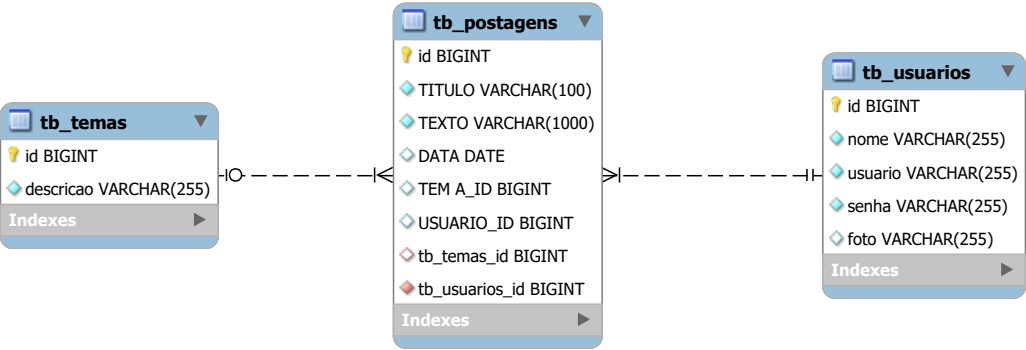 tb_temas
id BIGINT
descricao VARCHAR(255)
Indexes
tb_postagens
id BIGINT
TITULO VARCHAR(100)
TEXTO VARCHAR(1000)
DATA DATE
TEM A_ID BIGINT
USUARIO_ID BIGINT
tb_temas_id BIGINT
tb_usuarios_id BIGINT
Indexes
tb_usuarios
id BIGINT
nome VARCHAR(255)
usuario VARCHAR(255)
senha VARCHAR(255)
foto VARCHAR(255)
Indexes